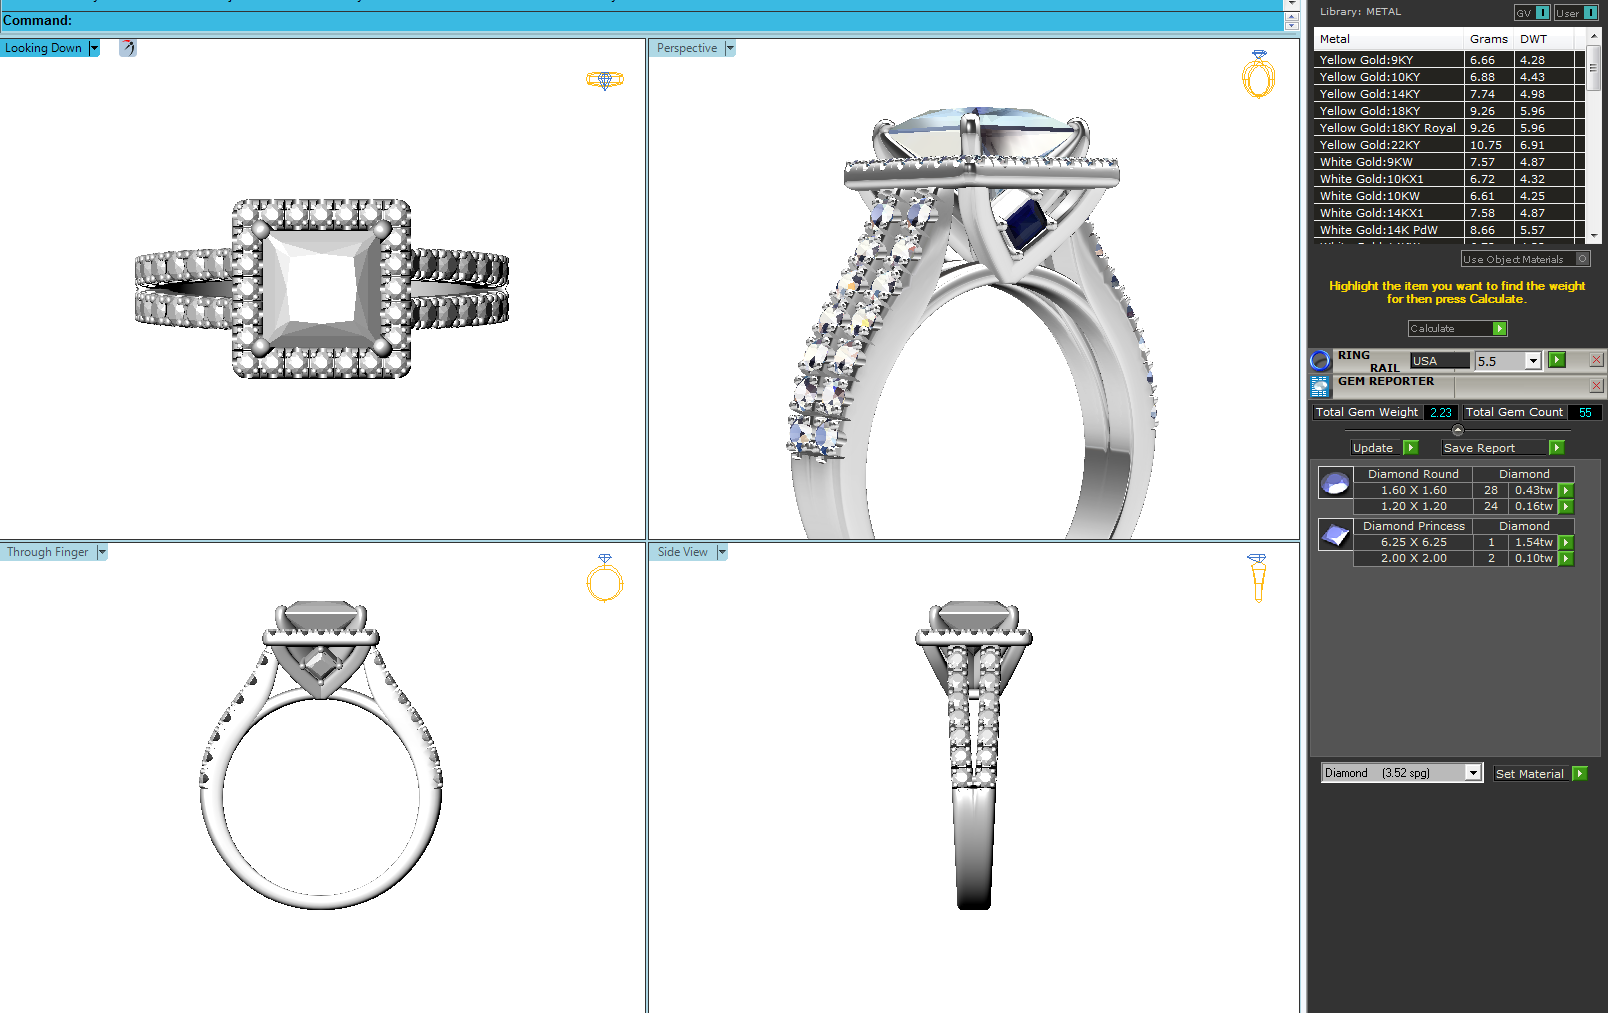 Command:
Looking Down
Perspective
Through Finger
Side View
Library: METAL
GV I User I
Metal Grams DWT
Yellow Gold:9KY 6.66 4.28
Yellow Gold:10KY 6.88 4.43
Yellow Gold:14KY 7.74 4.98
Yellow Gold:18KY 9.26 5.96
Yellow Gold:18KY Royal 9.26 5.96
Yellow Gold:22KY 10.75 6.91
White Gold:9KW 7.57 4.87
White Gold:10KX1 6.72 4.32
White Gold:10KW 6.61 4.25
White Gold:14KX1 7.58 4.87
White Gold:14K PdW 8.66 5.57
Use Object Materials O
Highlight the item you want to find the weight
for then press Calculate.
Calculate
RING
RAIL USA 5.5
GEM REPORTER
Total Gem Weight 2.23 Total Gem Count 55
Update Save Report
Diamond Round Diamond
1.60 X 1.60 28 0.43tw
1.20 X 1.20 24 0.16tw
Diamond Princess Diamond
6.25 X 6.25 1 1.54tw
2.00 X 2.00 2 0.10tw
Diamond (3.52 spg) Set Material